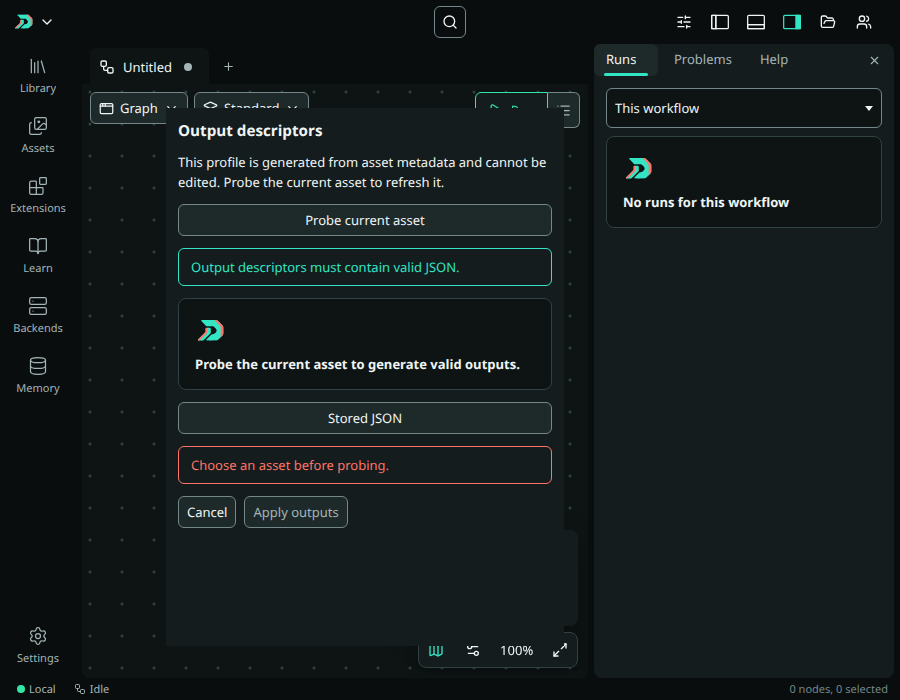 Library
Assets
Extensions
Learn
Backends
Memory
Settings
Untitled
Graph
Standard
Output descriptors
This profile is generated from asset metadata and cannot be
edited. Probe the current asset to refresh it.
Probe current asset
Output descriptors must contain valid JSON.
Probe the current asset to generate valid outputs.
Stored JSON
Choose an asset before probing.
Cancel
Apply outputs
100%
Runs
Problems
Help
This workflow
No runs for this workflow
Local
Idle
0 nodes, 0 selected